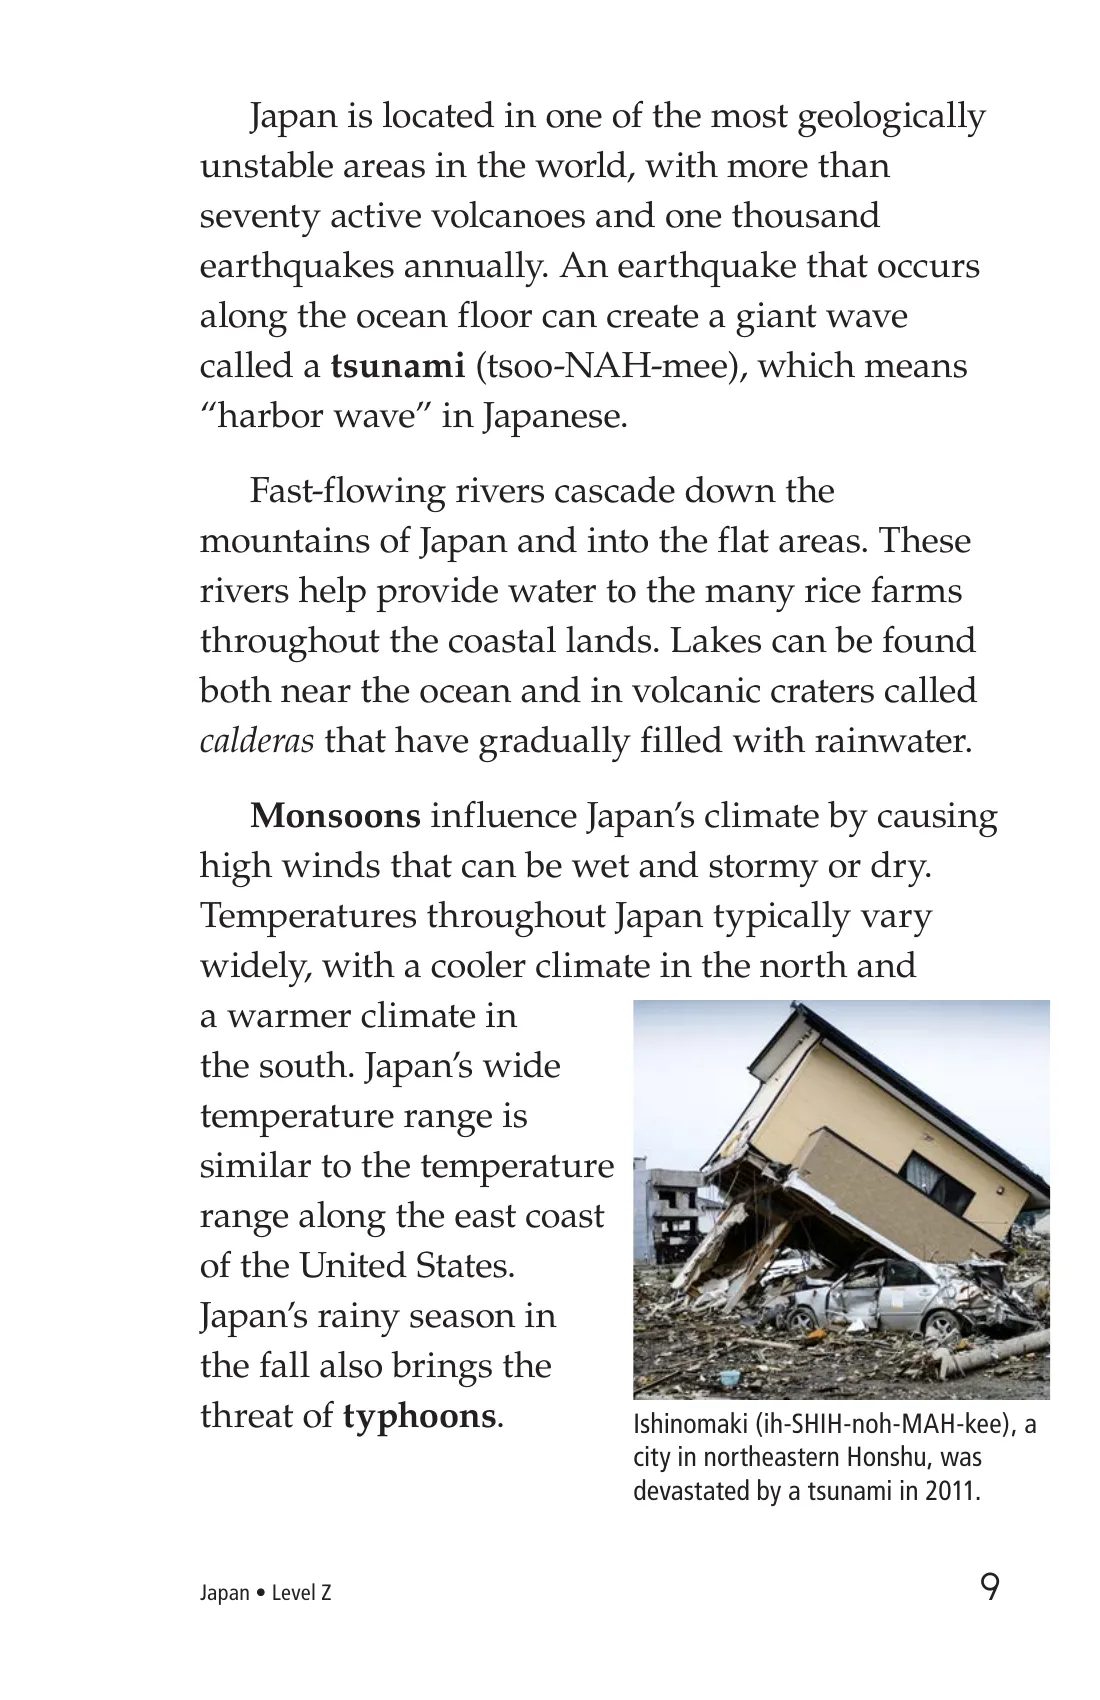 Japan is located in one of the most geologically
unstable areas in the world, with more than
seventy active volcanoes and one thousand
earthquakes annually. An earthquake that occurs
along the ocean floor can create a giant wave
called a tsunami (tsoo-NAH-mee), which means
“harbor wave” in Japanese.
Fast-flowing rivers cascade down the
mountains of Japan and into the flat areas. These
rivers help provide water to the many rice farms
throughout the coastal lands. Lakes can be found
both near the ocean and in volcanic craters called
calderas that have gradually filled with rainwater.
Monsoons influence Japan’s climate by causing
high winds that can be wet and stormy or dry.
Temperatures throughout Japan typically vary
widely, with a cooler climate in the north and
a warmer climate in
the south. Japan’s wide
temperature range is
similar to the temperature
range along the east coast
of the United States.
Japan’s rainy season in
the fall also brings the
threat of typhoons.
Ishinomaki (ih-SHIH-noh-MAH-kee), a
city in northeastern Honshu, was
devastated by a tsunami in 2011.
Japan • Level Z
9